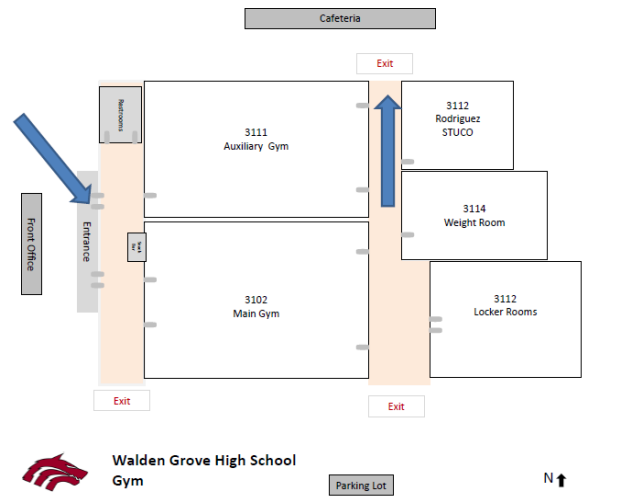 Cafeteria
Exit
Restrooms
3111
Auxiliary Gym
3112
Rodriguez
STUCO
3114
Weight Room
Front Office
Entrance
3102
Main Gym
3112
Locker Rooms
Exit
Exit
Walden Grove High School
Gym
Parking Lot
N